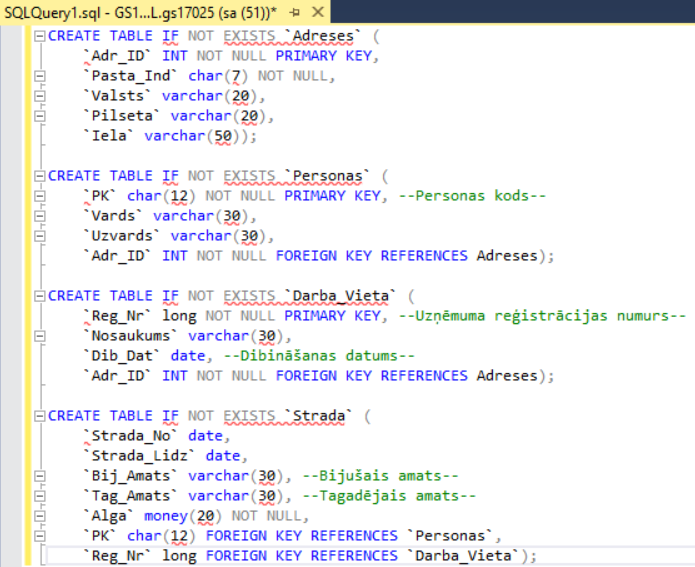 SQLQuery1.sql - GS1...L.gs17025 (sa (51))*
CREATE TABLE IF NOT EXISTS `Adreses` (
`Adr_ID` INT NOT NULL PRIMARY KEY,
`Pasta_Ind` char(7) NOT NULL,
`Valsts` varchar(20),
`Pilseta` varchar(20),
`Iela` varchar(50));
CREATE TABLE IF NOT EXISTS `Personas` (
`PK` char(12) NOT NULL PRIMARY KEY, --Personas kods--
`Vards` varchar(30),
`Uzvards` varchar(30),
`Adr_ID` INT NOT NULL FOREIGN KEY REFERENCES Adreses);
CREATE TABLE IF NOT EXISTS `Darba_Vieta` (
`Reg_Nr` long NOT NULL PRIMARY KEY, --Uzņēmuma reģistrācijas numurs--
`Nosaukums` varchar(30),
`Dib_Dat` date, --Dibināšanas datums--
`Adr_ID` INT NOT NULL FOREIGN KEY REFERENCES Adreses);
CREATE TABLE IF NOT EXISTS `Strada` (
`Strada_No` date,
`Strada_Lidz` date,
`Bij_Amats` varchar(30), --Bijušais amats--
`Tag_Amats` varchar(30), --Tagadējais amats--
`Alga` money(20) NOT NULL,
`PK` char(12) FOREIGN KEY REFERENCES `Personas`,
`Reg_Nr` long FOREIGN KEY REFERENCES `Darba_Vieta`);